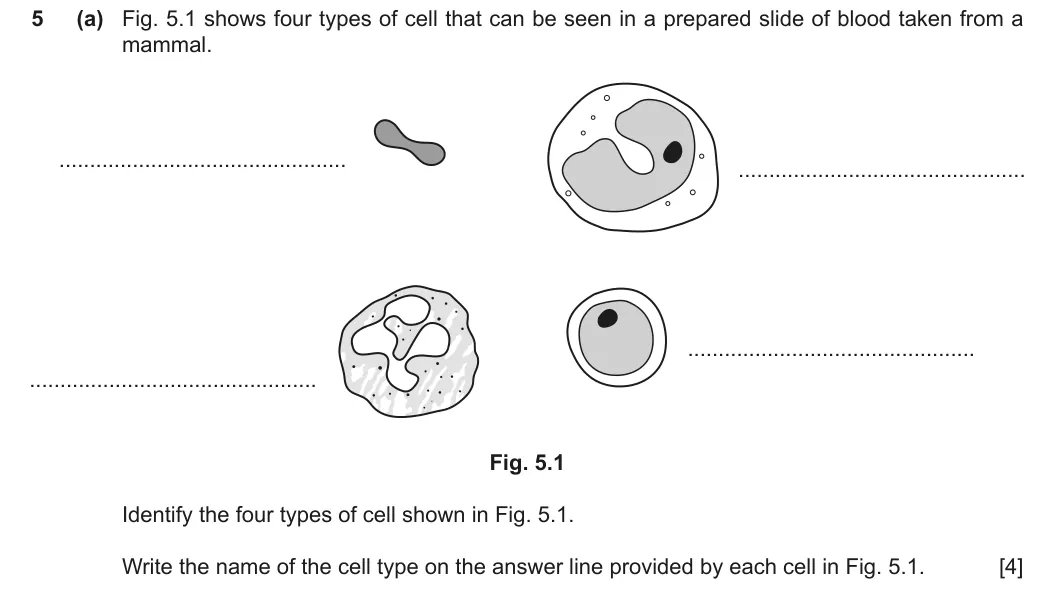 5 (a) Fig. 5.1 shows four types of cell that can be seen in a prepared slide of blood taken from a
mammal.
................................................
................................................
................................................
................................................
Fig. 5.1
Identify the four types of cell shown in Fig. 5.1.
Write the name of the cell type on the answer line provided by each cell in Fig. 5.1. [4]